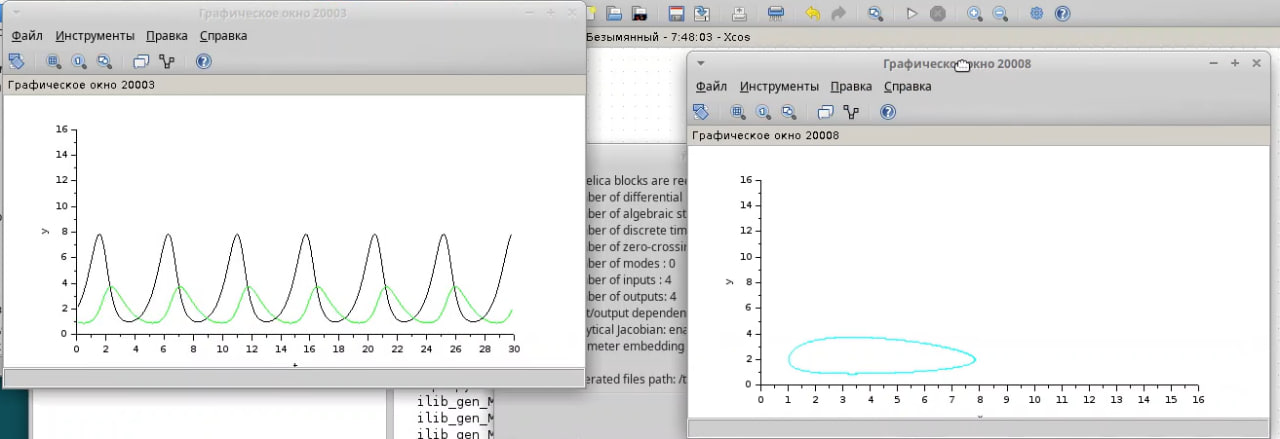 Графическое окно 20003
Файл Инструменты Правка Справка
Графическое окно 20003
16
14
12
10
y 8
6
4
2
0
0 2 4 6 8 10 12 14 16 18 20 22 24 26 28 30
t
Безымянный - 7:48:03 - Xcos
elica blocks are re
ber of differential
ber of algebraic st
ber of discrete tim
ber of zero-crossi
ber of modes : 0
ber of inputs : 4
ber of outputs: 4
t/output depender
ytical Jacobian: ena
meter embedding
erated files path: /t
ilib_gen_M
ilib_gen_M
ilib_gen_M
Графическое окно 20008
Файл Инструменты Правка Справка
Графическое окно 20008
16
14
12
10
y 8
6
4
2
0
0 1 2 3 4 5 6 7 8 9 10 11 12 13 14 15 16